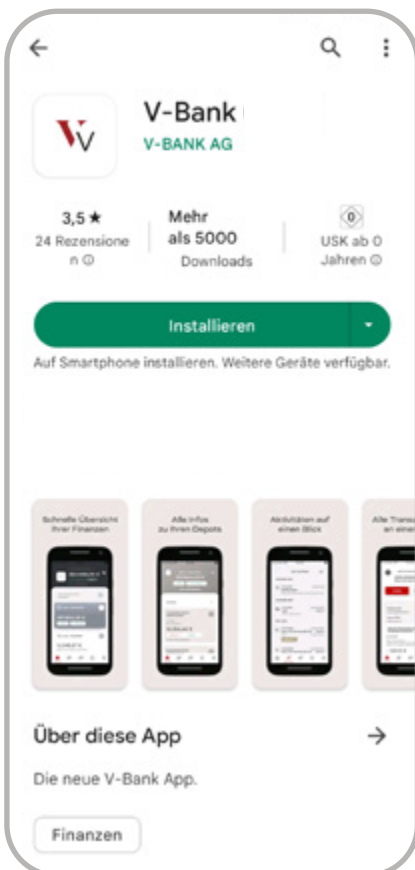 V-Bank
V-BANK AG
3,5 ★
24 Rezensione
n
Mehr
als 5000
Downloads
0
USK ab 0
Jahren
Installieren
Auf Smartphone installieren. Weitere Geräte verfügbar.
Schnelle Übersicht
Ihrer Finanzen
Alle Infos
zu Ihren Depots
Aktivitäten auf
einen Blick
Alle Transa
an einem
Über diese App
Die neue V-Bank App.
Finanzen